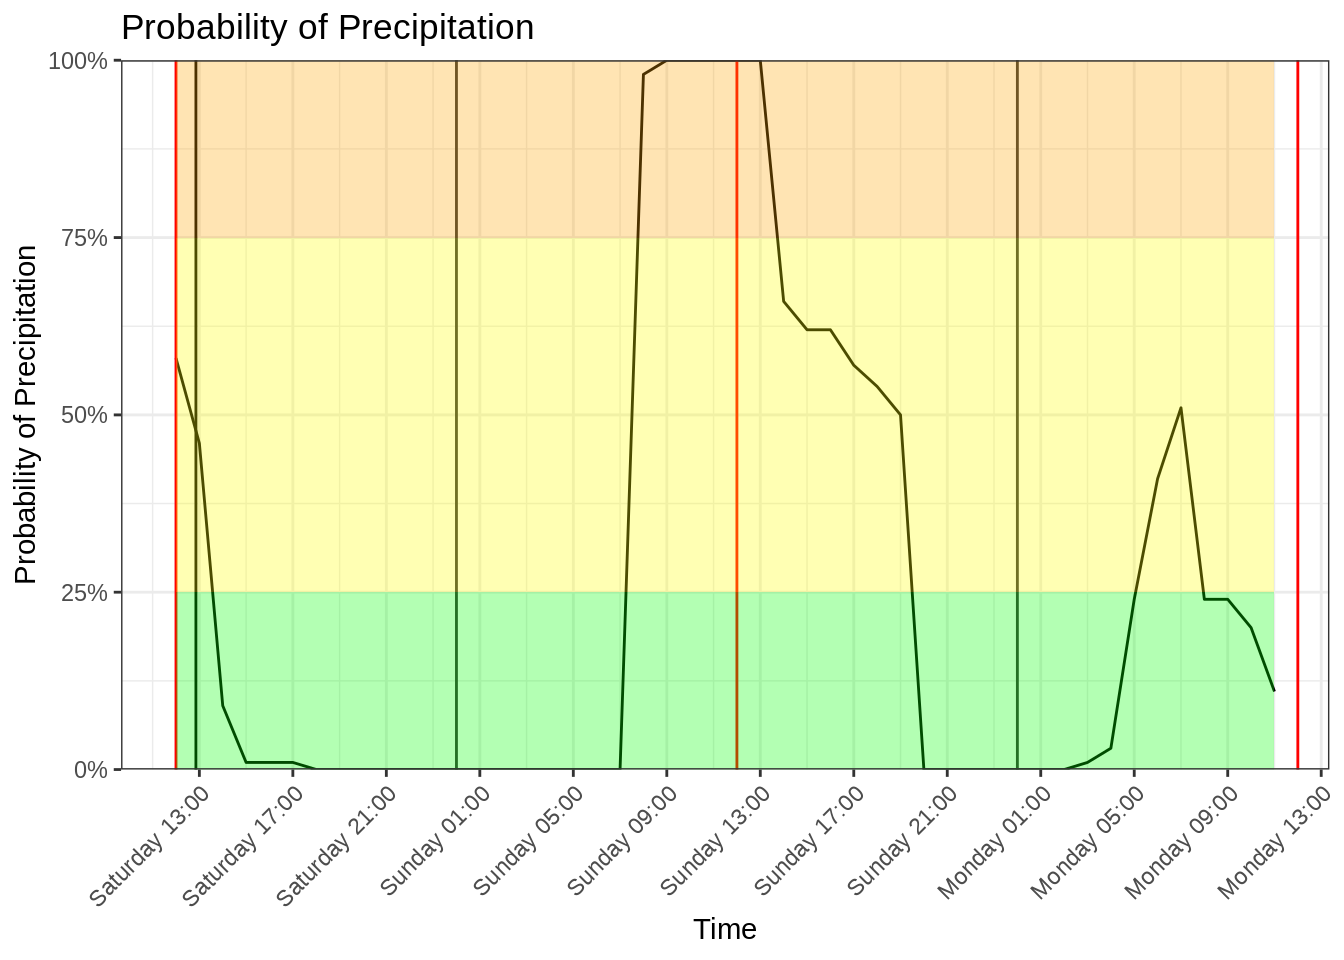 Probability of Precipitation
Probability of Precipitation
100%
75%
50%
25%
0%
Saturday 13:00
Saturday 17:00
Saturday 21:00
Sunday 01:00
Sunday 05:00
Sunday 09:00
Sunday 13:00
Sunday 17:00
Sunday 21:00
Monday 01:00
Monday 05:00
Monday 09:00
Monday 13:00
Time